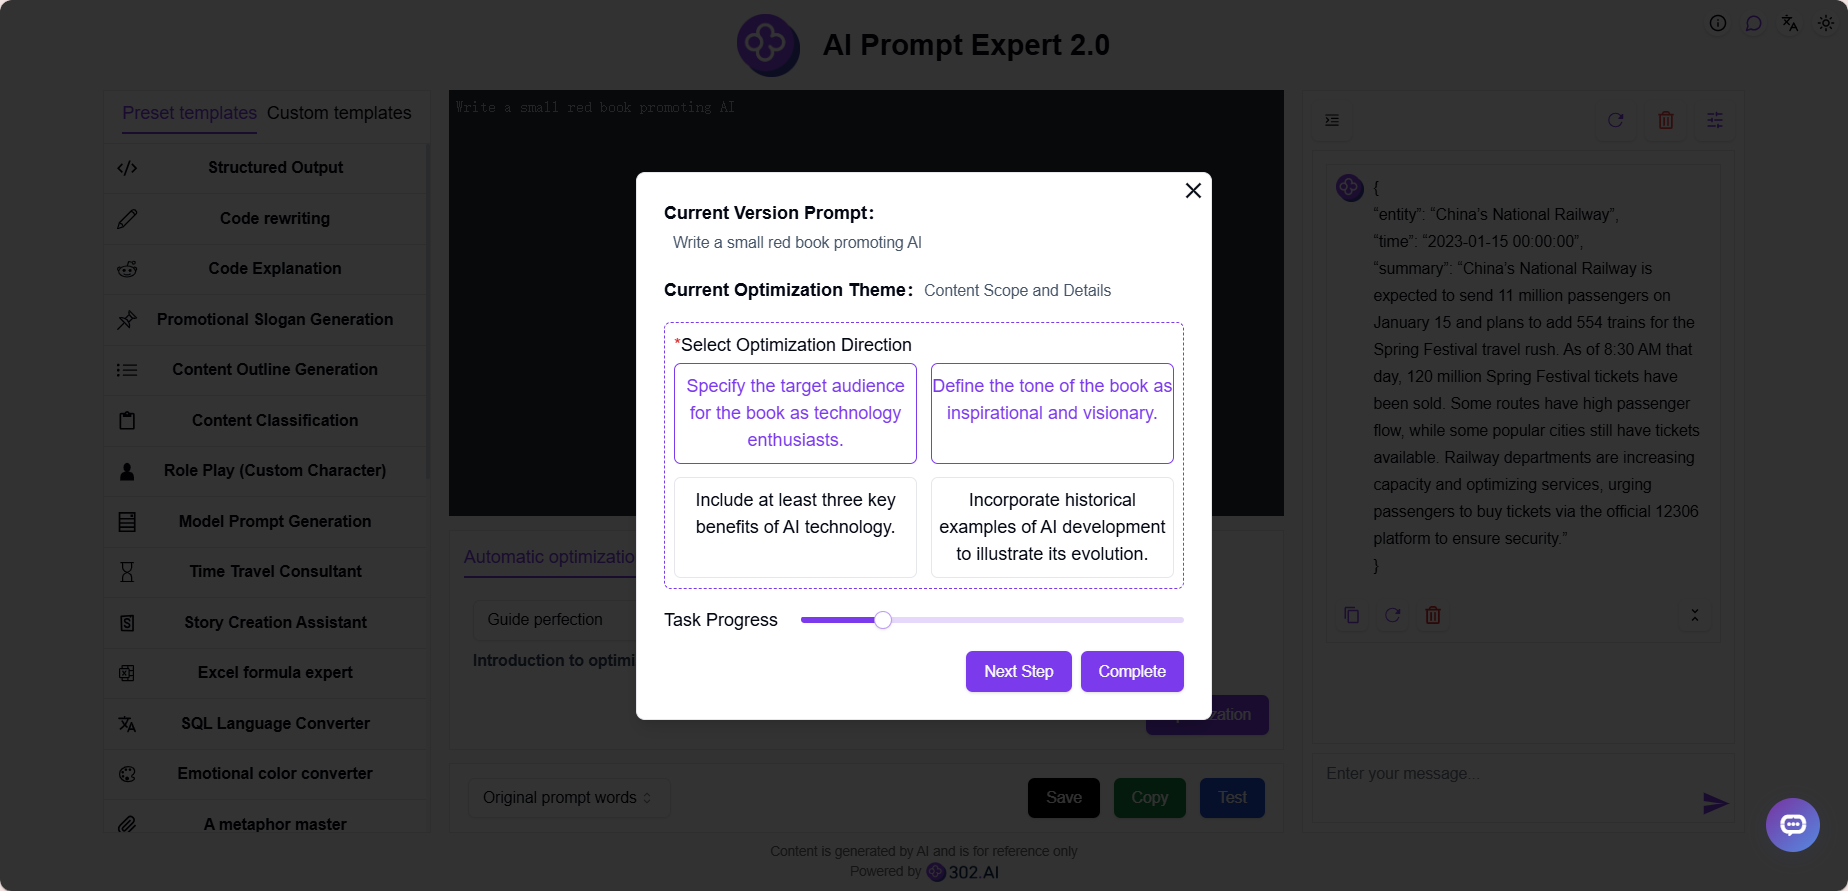 AI Prompt Expert 2.0
Preset templates Custom templates
Structured Output
Code rewriting
Code Explanation
Promotional Slogan Generation
Content Outline Generation
Content Classification
Role Play (Custom Character)
Model Prompt Generation
Time Travel Consultant
Story Creation Assistant
Excel formula expert
SQL Language Converter
Emotional color converter
A metaphor master
Write a small red book promoting AI
Current Version Prompt:
Write a small red book promoting AI
Current Optimization Theme: Content Scope and Details
*Select Optimization Direction
Specify the target audience
for the book as technology
enthusiasts.
Define the tone of the book as
inspirational and visionary.
Include at least three key
benefits of AI technology.
Incorporate historical
examples of AI development
to illustrate its evolution.
Task Progress
Next Step
Complete
Automatic optimizatio
Guide perfection
Introduction to optimi
zation
Original prompt words
Save
Copy
Test
{
“entity”: “China’s National Railway”,
“time”: “2023-01-15 00:00:00”,
“summary”: “China’s National Railway is
expected to send 11 million passengers on
January 15 and plans to add 554 trains for the
Spring Festival travel rush. As of 8:30 AM that
day, 120 million Spring Festival tickets have
been sold. Some routes have high passenger
flow, while some popular cities still have tickets
available. Railway departments are increasing
capacity and optimizing services, urging
passengers to buy tickets via the official 12306
platform to ensure security.”
}
Enter your message...
Content is generated by AI and is for reference only
Powered by 302.AI